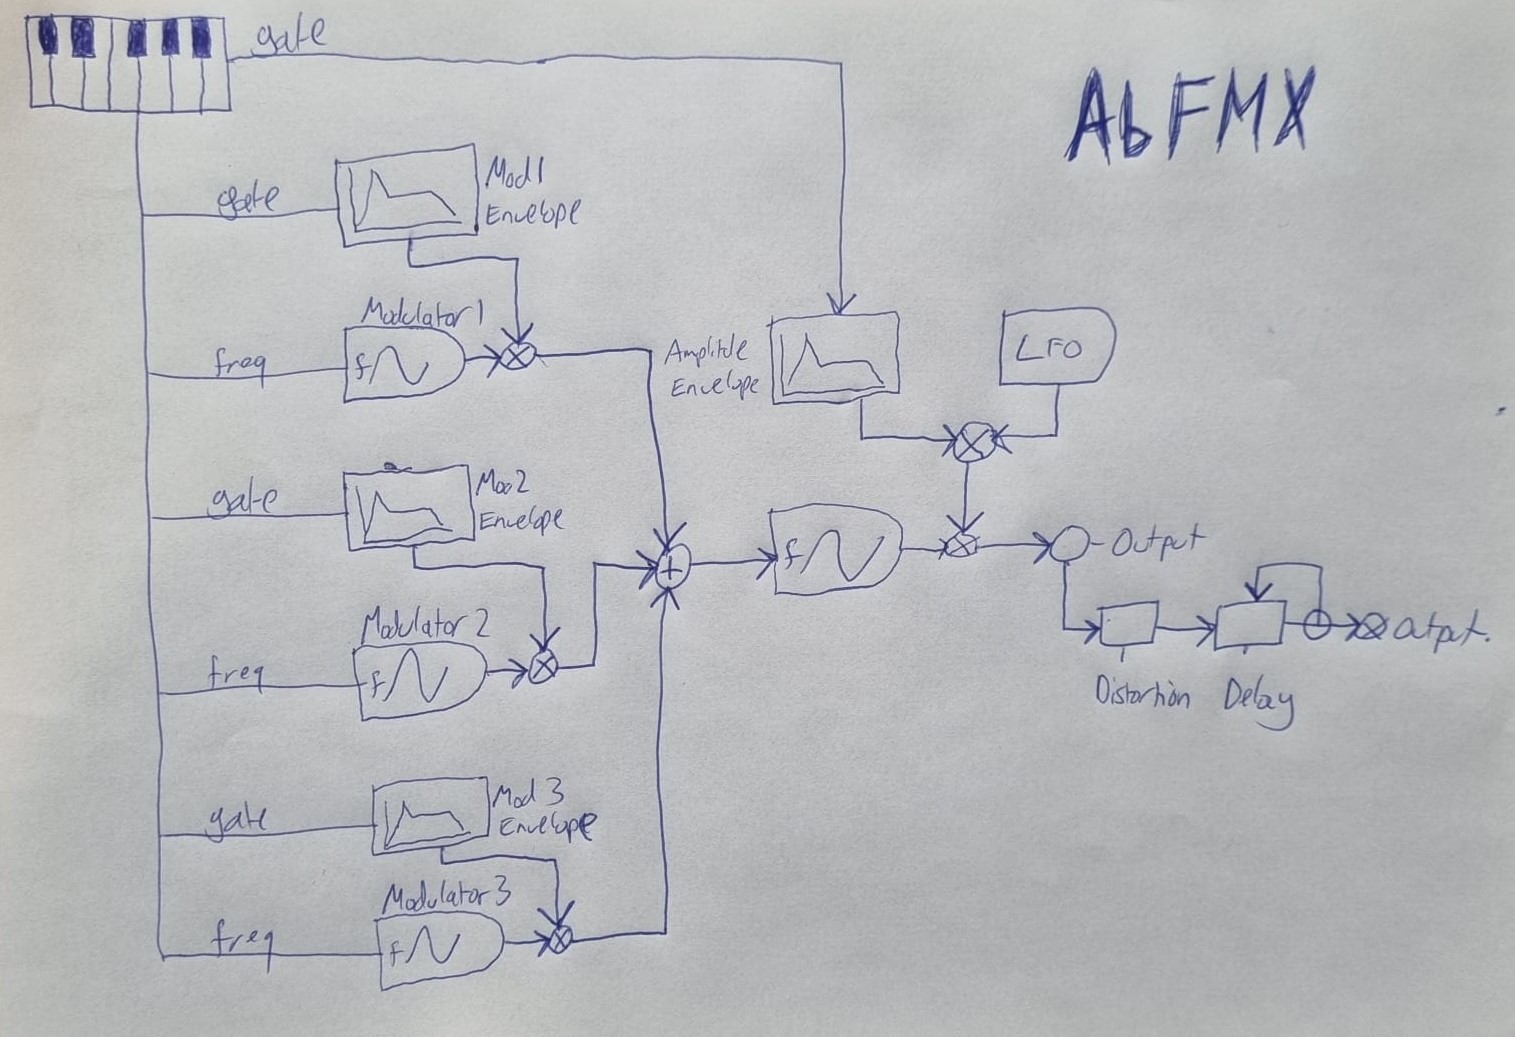 gate
AbFMX
gate
Mod1
Envelope
Modulator1
freq
f
Amplitde
Envelope
LFO
gate
Mod2
Envelope
f
Output
Modulator 2
freq
f
Output.
Distortion
Delay
gate
Mod 3
Envelope
Modulator 3
freq
f